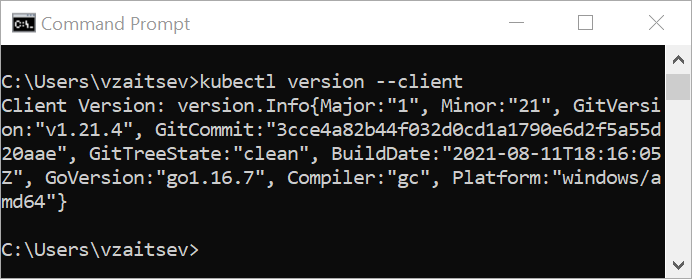 Command Prompt
C:\Users\vzaitsev>kubectl version --client
Client Version: version.Info{Major:"1", Minor:"21", GitVersi
on:"v1.21.4", GitCommit:"3cce4a82b44f032d0cd1a1790e6d2f5a55d
20aae", GitTreeState:"clean", BuildDate:"2021-08-11T18:16:05
Z", GoVersion:"go1.16.7", Compiler:"gc", Platform:"windows/a
md64"}
C:\Users\vzaitsev>